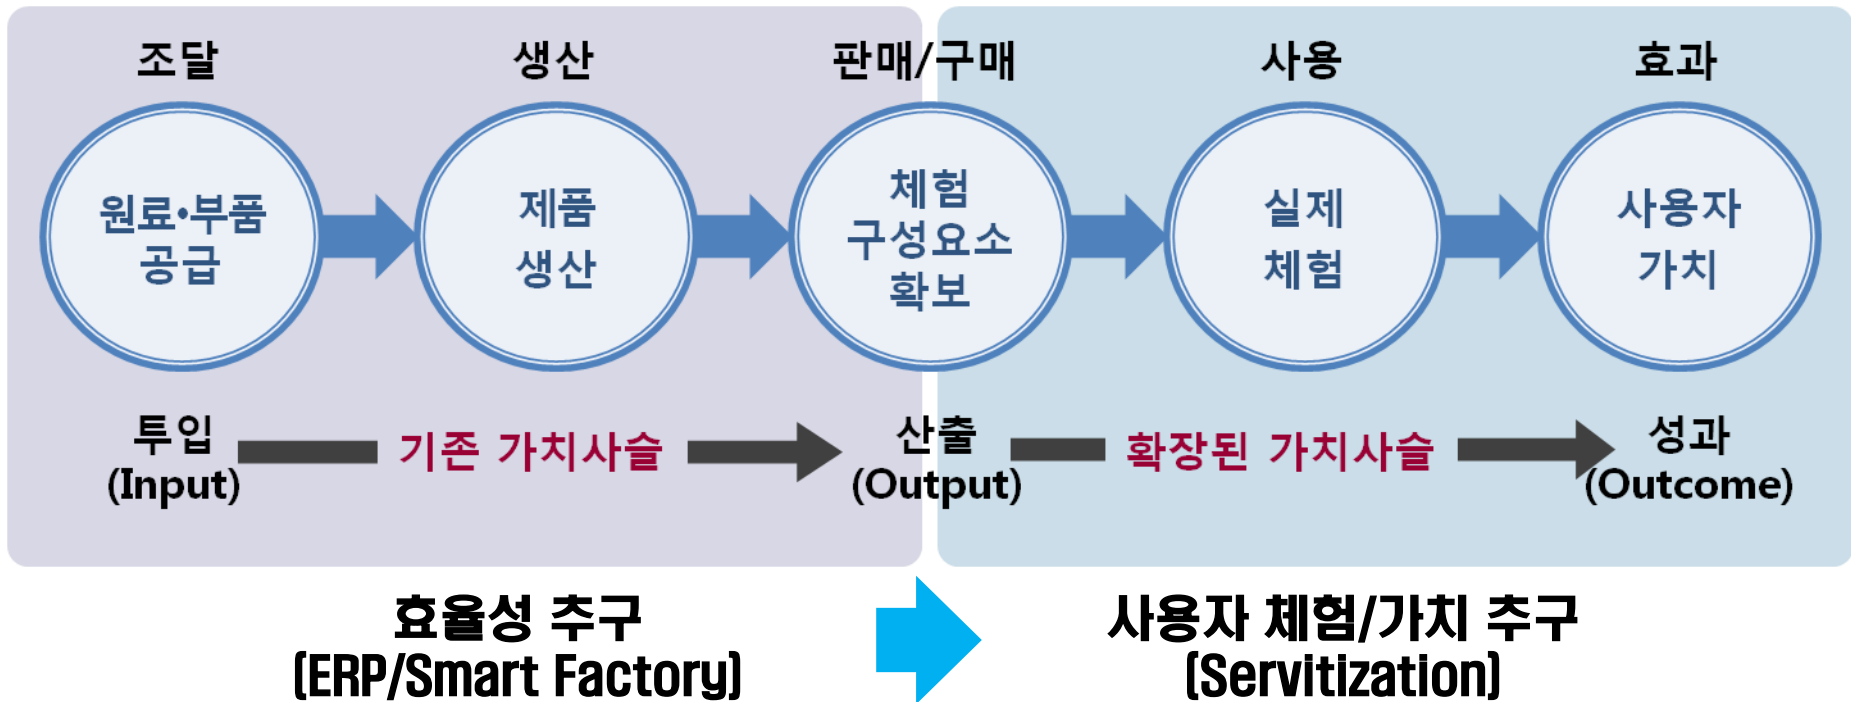 조달
생산
판매/구매
사용
효과
원료•부품
공급
제품
생산
체험
구성요소
확보
실제
체험
사용자
가치
투입
(Input)
기존 가치사슬
산출
(Output)
확장된 가치사슬
성과
(Outcome)
효율성 추구
(ERP/Smart Factory)
사용자 체험/가치 추구
(Servitization)